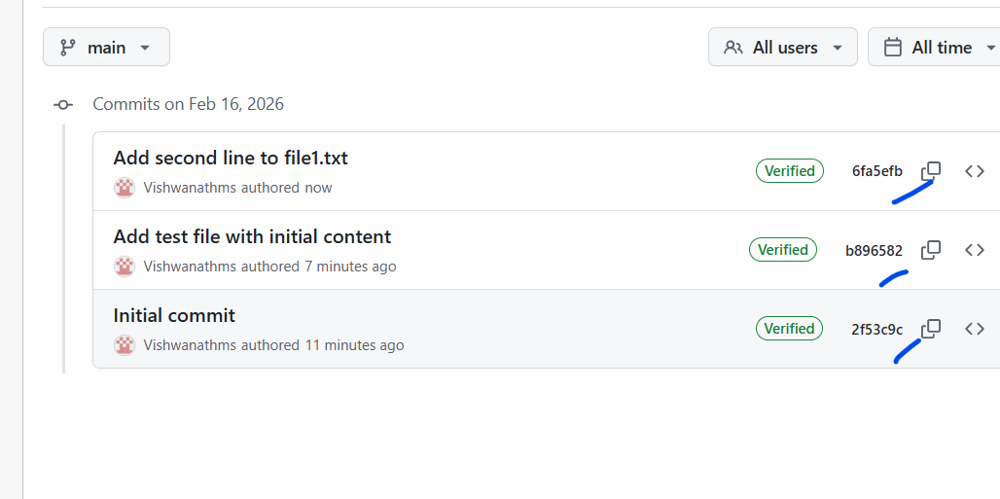 main All users All time
Commits on Feb 16, 2026
Add second line to file1.txt
Verified 6fa5efb
Vishwanathms authored now
Add test file with initial content
Verified b896582
Vishwanathms authored 7 minutes ago
Initial commit
Verified 2f53c9c
Vishwanathms authored 11 minutes ago